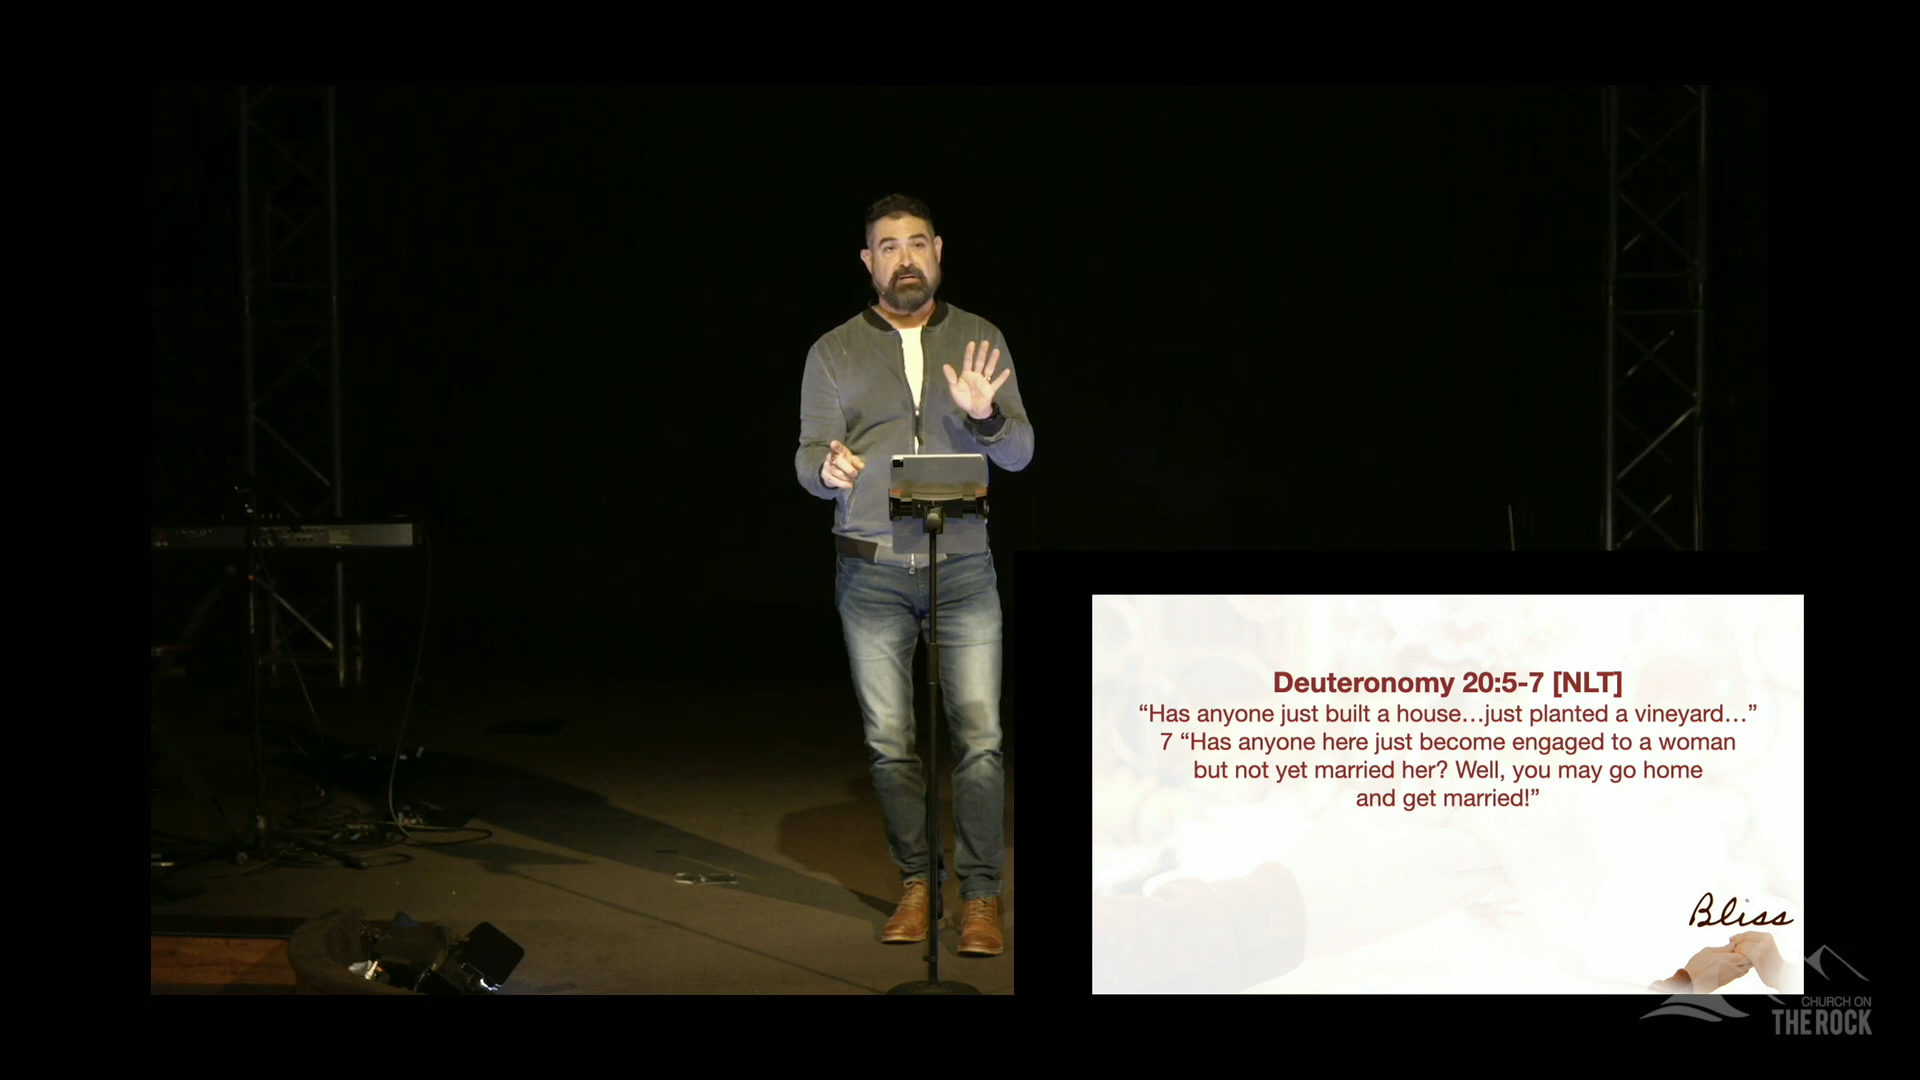 Deuteronomy 20:5-7 [NLT]
“Has anyone just built a house…just planted a vineyard…”
7 “Has anyone here just become engaged to a woman
but not yet married her? Well, you may go home
and get married!”
Bliss
CHURCH ON
THE ROCK